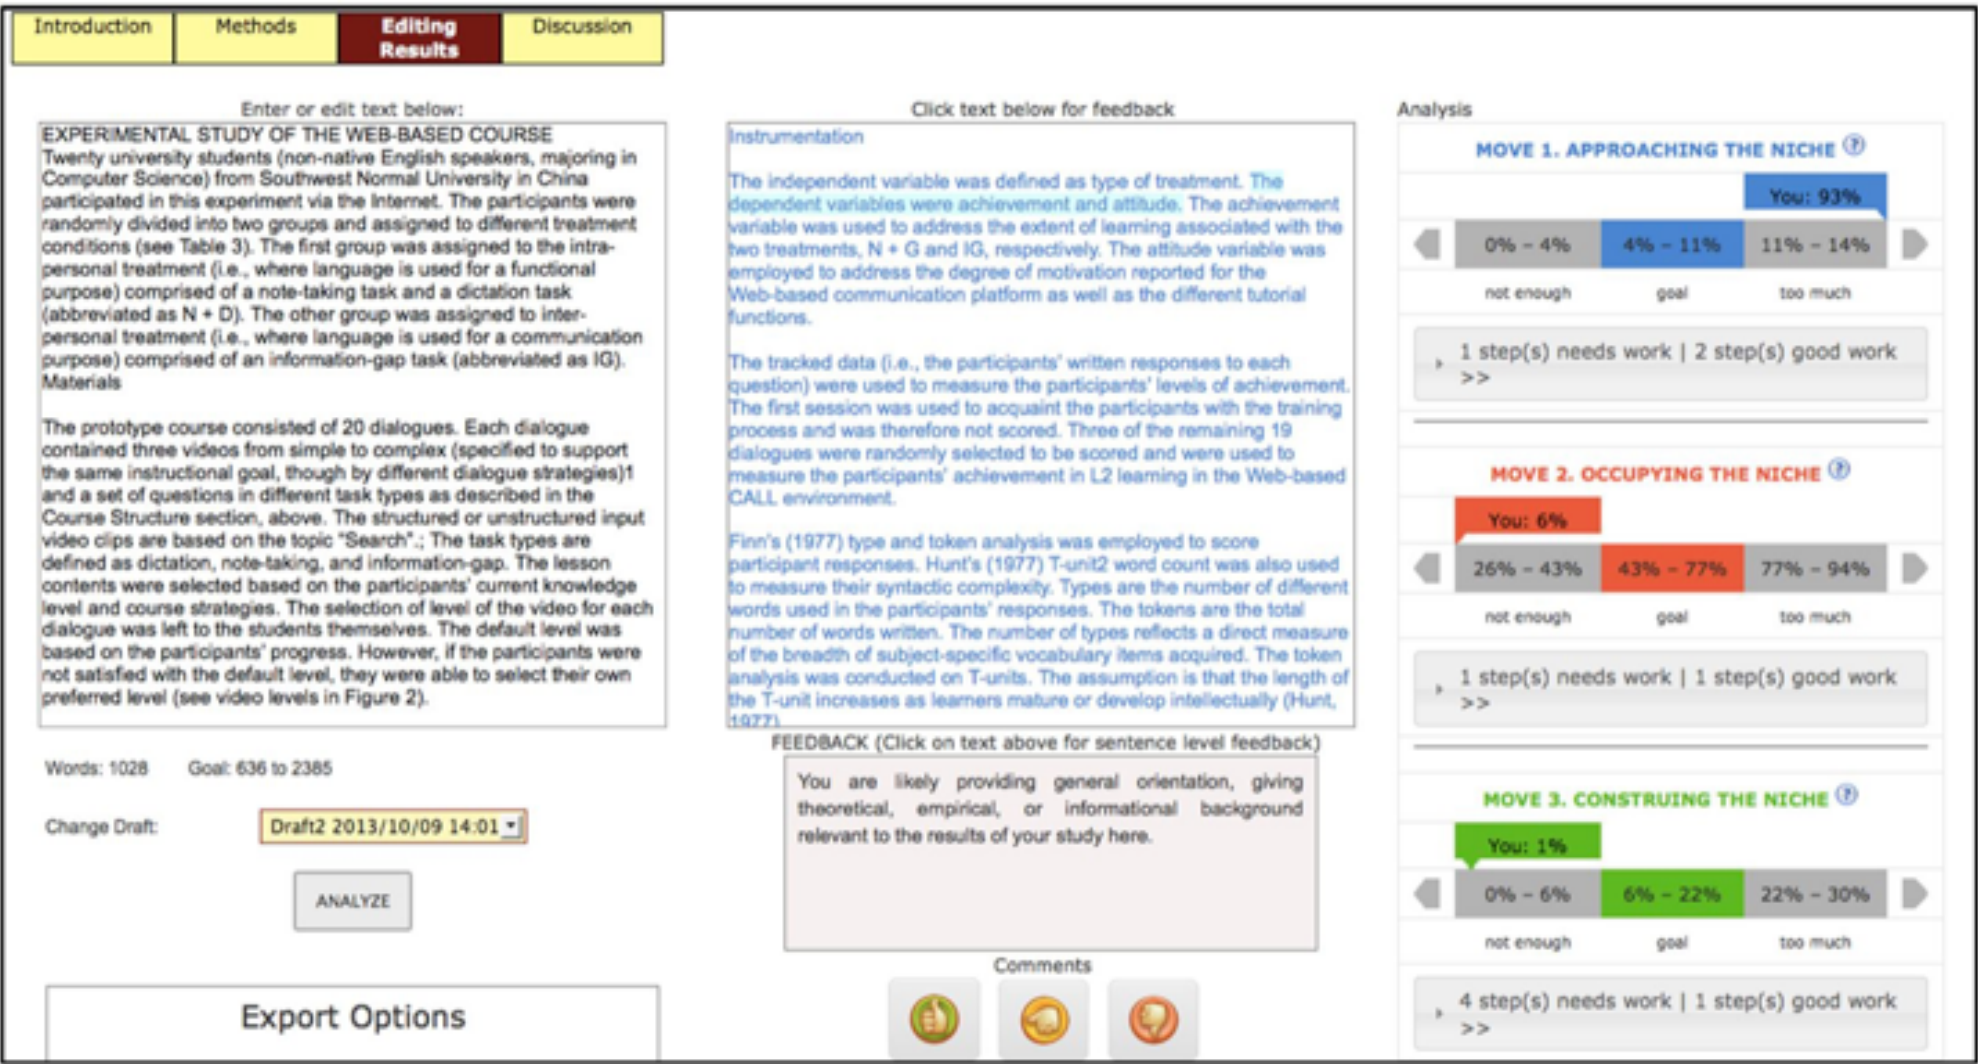 Introduction
Methods
Editing
Results
Discussion
Enter or edit text below:
EXPERIMENTAL STUDY OF THE WEB-BASED COURSE
Twenty university students (non-native English speakers, majoring in
Computer Science) from Southwest Normal University in China
participated in this experiment via the Internet. The participants were
randomly divided into two groups and assigned to different treatment
conditions (see Table 3). The first group was assigned to the intra-
personal treatment (i.e., where language is used for a functional
purpose) comprised of a note-taking task and a dictation task
(abbreviated as N + D). The other group was assigned to inter-
personal treatment (i.e., where language is used for a communication
purpose) comprised of an information-gap task (abbreviated as IG).
Materials
The prototype course consisted of 20 dialogues. Each dialogue
contained three videos from simple to complex (specified to support
the same instructional goal, though by different dialogue strategies)1
and a set of questions in different task types as described in the
Course Structure section, above. The structured or unstructured input
video clips are based on the topic "Search".; The task types are
defined as dictation, note-taking, and information-gap. The lesson
contents were selected based on the participants' current knowledge
level and course strategies. The selection of level of the video for each
dialogue was left to the students themselves. The default level was
based on the participants' progress. However, if the participants were
not satisfied with the default level, they were able to select their own
preferred level (see video levels in Figure 2).
Words: 1028 Goal: 636 to 2385
Change Draft:
Draft2 2013/10/09 14:01
ANALYZE
Export Options
Click text below for feedback
Instrumentation
The independent variable was defined as type of treatment. The
dependent variables were achievement and attitude. The achievement
variable was used to address the extent of learning associated with the
two treatments, N + G and IG, respectively. The attitude variable was
employed to address the degree of motivation reported for the
Web-based communication platform as well as the different tutorial
functions.
The tracked data (i.e., the participants' written responses to each
question) were used to measure the participants' levels of achievement.
The first session was used to acquaint the participants with the training
process and was therefore not scored. Three of the remaining 19
dialogues were randomly selected to be scored and were used to
measure the participants' achievement in L2 learning in the Web-based
CALL environment.
Finn's (1977) type and token analysis was employed to score
participant responses. Hunt's (1977) T-unit2 word count was also used
to measure their syntactic complexity. Types are the number of different
words used in the participants' responses. The tokens are the total
number of words written. The number of types reflects a direct measure
of the breadth of subject-specific vocabulary items acquired. The token
analysis was conducted on T-units. The assumption is that the length of
the T-unit increases as learners mature or develop intellectually (Hunt,
1977).
FEEDBACK (Click on text above for sentence level feedback)
You are likely providing general orientation, giving
theoretical, empirical, or informational background
relevant to the results of your study here.
Comments
Analysis
MOVE 1. APPROACHING THE NICHE ?
You: 93%
0% - 4% 4% - 11% 11% - 14%
not enough goal too much
1 step(s) needs work | 2 step(s) good work
>>
MOVE 2. OCCUPYING THE NICHE ?
You: 6%
26% - 43% 43% - 77% 77% - 94%
not enough goal too much
1 step(s) needs work | 1 step(s) good work
>>
MOVE 3. CONSTRUING THE NICHE ?
You: 1%
0% - 6% 6% - 22% 22% - 30%
not enough goal too much
4 step(s) needs work | 1 step(s) good work
>>